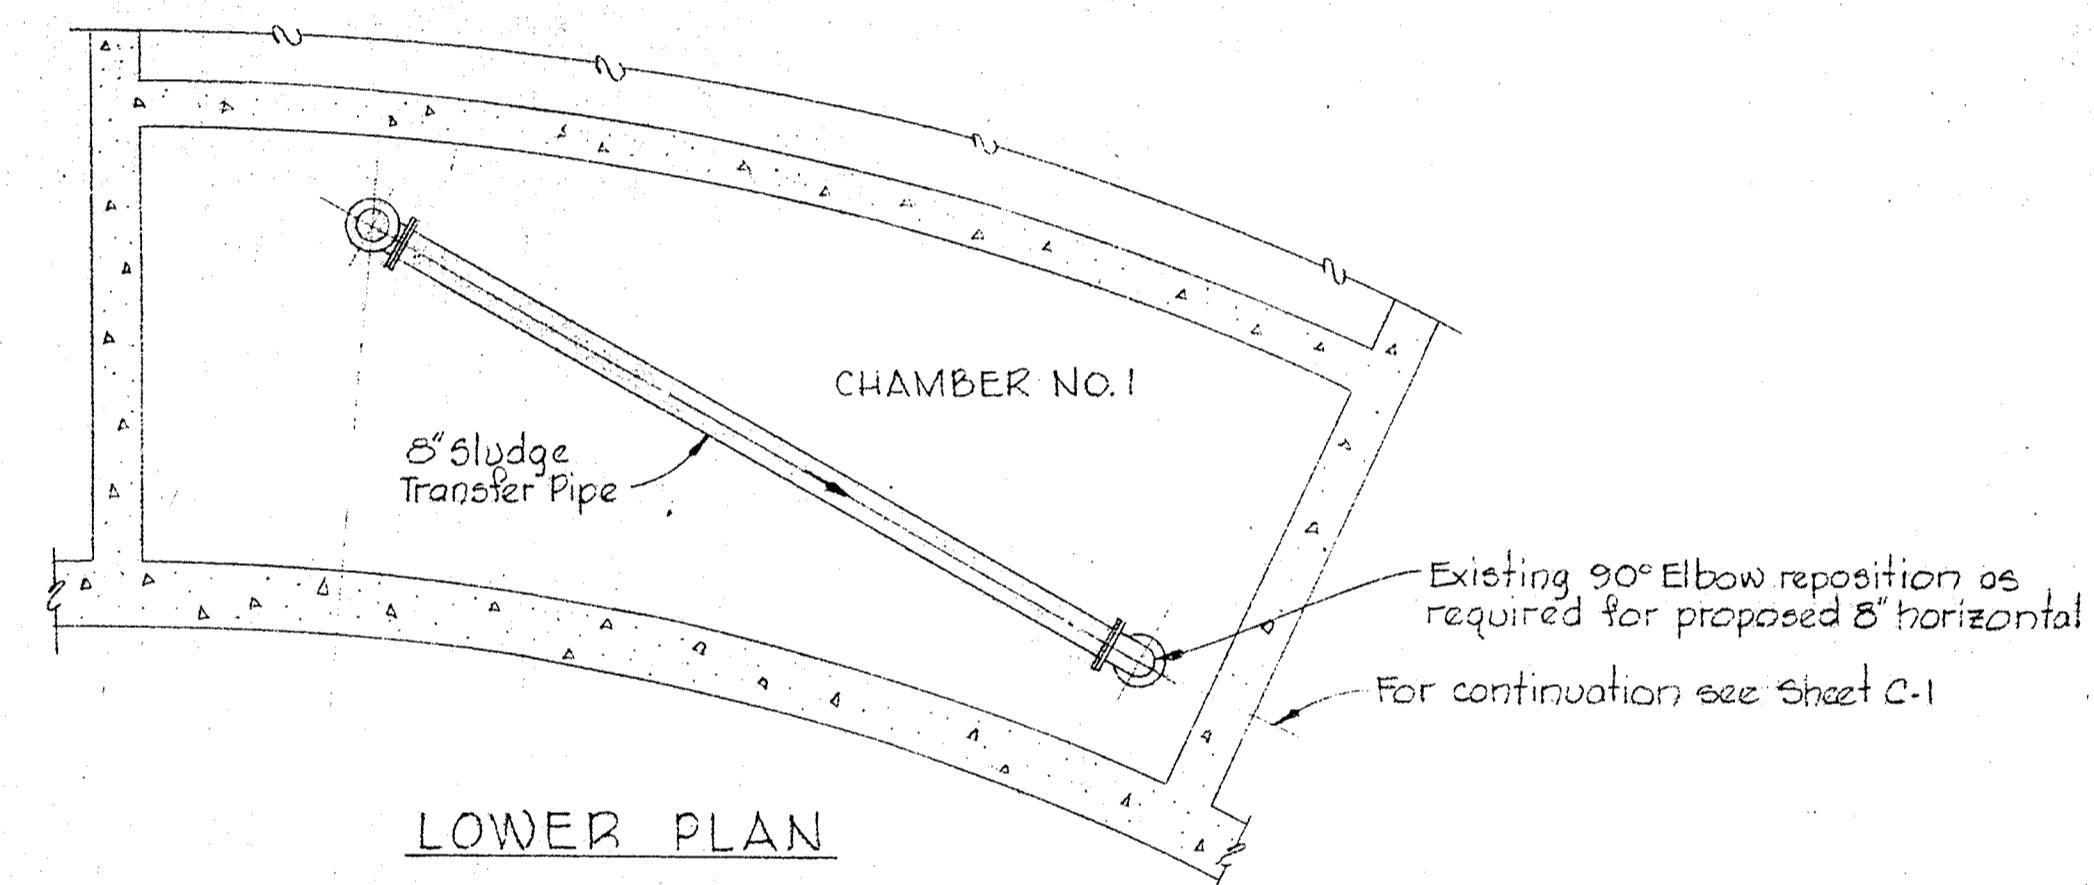 CHAMBER NO. 1
8" Sludge
Transfer Pipe
Existing 90° Elbow reposition as
required for proposed 8" horizontal
For continuation see Sheet C-1
LOWER PLAN